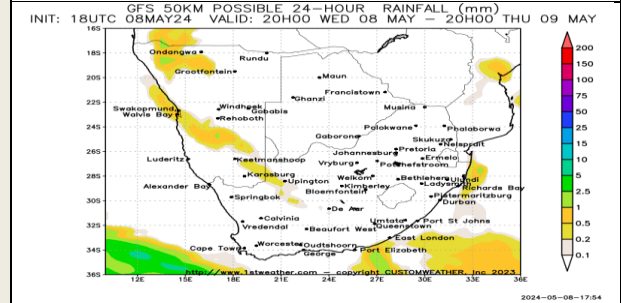 GFS 50KM POSSIBLE 24-HOUR RAINFALL (mm)
INIT: 18UTC 08MAY24 VALID: 20H00 WED 08 MAY - 20H00 THU 09 MAY
16S
Ondangwa
Rundu
18S
Grootfontein
Maun
20S
Francistown
Ghanzi
22S
Musina
Swakopmund
Windhoek
Gobabis
Walvis Bay
Rehoboth
24S
Polokwane
Phalaborwa
Gaborone
Skukuza
Johannesburg
Pretoria
Nelspruit
26S
Luderitz
Keetmanshoop
Vryburg
Potchefstroom
Ermelo
28S
Karasburg
Upington
Welkom
Bethlehem
Ulundi
Alexander Bay
Kimberley
Ladysmith
Richards Bay
Bloemfontein
Springbok
Pietermaritzburg
30S
Durban
De Aar
Calvinia
Umtata
Port St Johns
32S
Vredendal
Beaufort West
Queenstown
East London
34S
Cape Town
Worcester
Oudtshoorn
George
Port Elizabeth
36S
http://www.1stweather.com - copyright CUSTOMWEATHER, Inc 2023
12E 15E 18E 21E 24E 27E 30E 33E 36E
200
150
100
75
50
25
15
10
5
2.5
1
0.5
0.2
0.1
2024-05-08-17:54